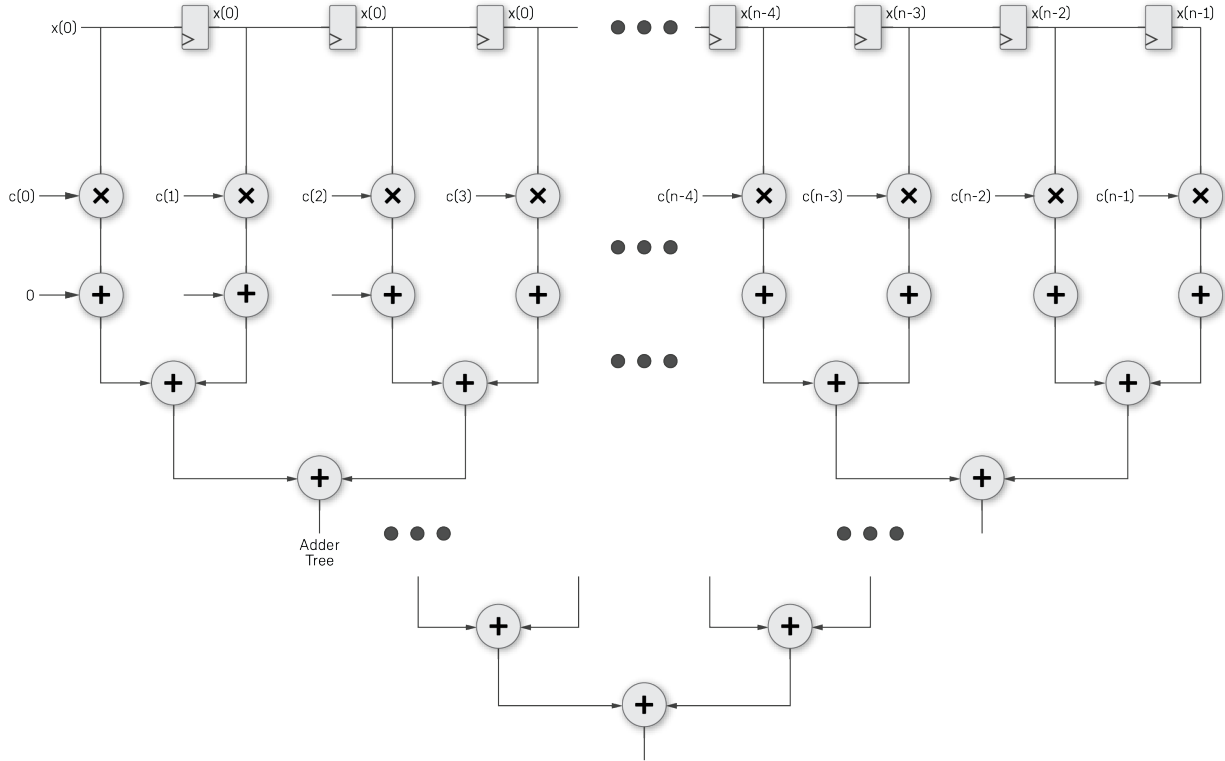 x(0)
x(0)
x(0)
x(0)
x(n-4)
x(n-3)
x(n-2)
x(n-1)
c(0)
c(1)
c(2)
c(3)
c(n-4)
c(n-3)
c(n-2)
c(n-1)
0
Adder
Tree